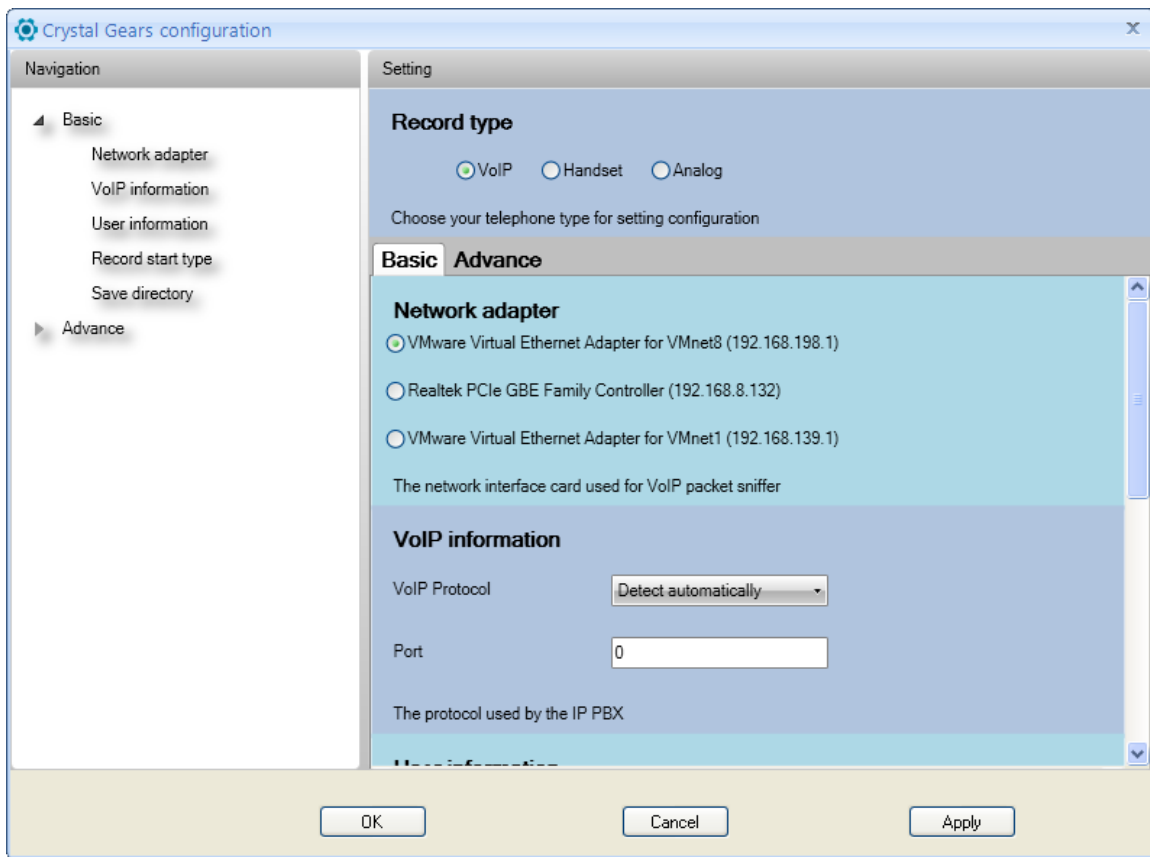 Crystal Gears configuration
Navigation
Basic
Network adapter
VoIP information
User information
Record start type
Save directory
Advance
Setting
Record type
VoIP Handset Analog
Choose your telephone type for setting configuration
Basic Advance
Network adapter
VMware Virtual Ethernet Adapter for VMnet8 (192.168.198.1)
Realtek PCIe GBE Family Controller (192.168.8.132)
VMware Virtual Ethernet Adapter for VMnet1 (192.168.139.1)
The network interface card used for VoIP packet sniffer
VoIP information
VoIP Protocol Detect automatically
Port 0
The protocol used by the IP PBX
User information
OK Cancel Apply